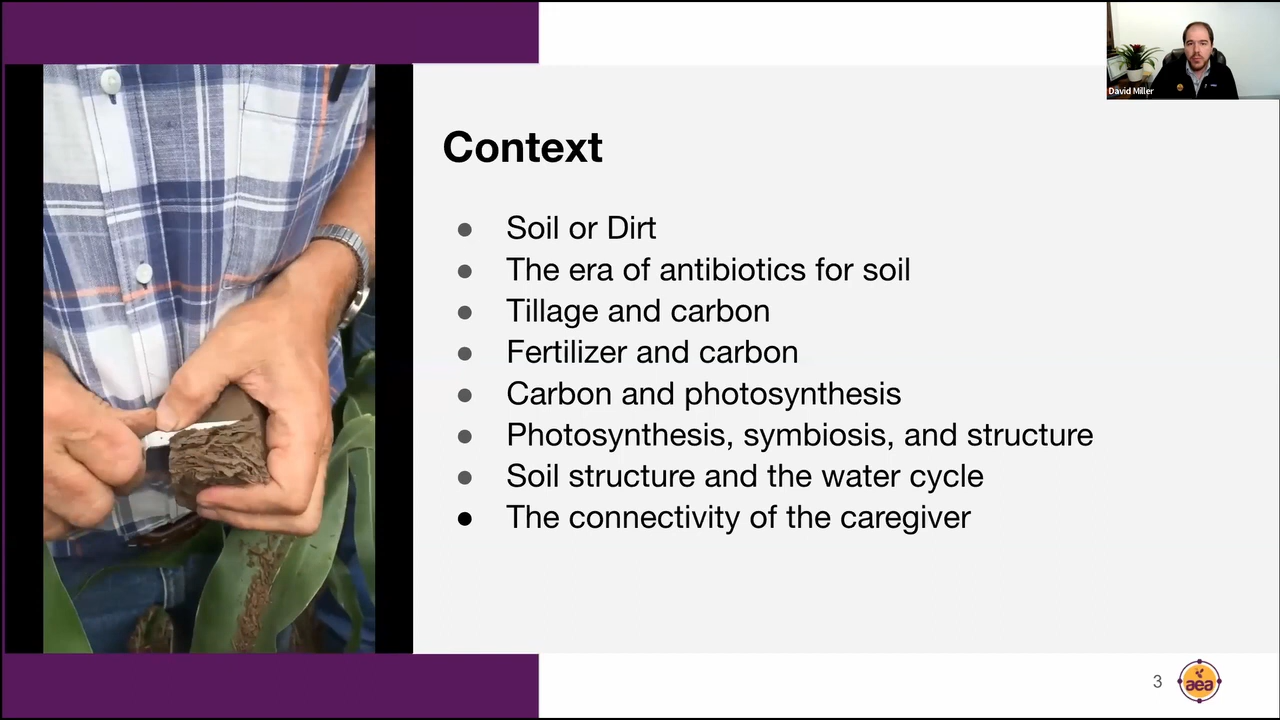 David Miller
Context
Soil or Dirt
The era of antibiotics for soil
Tillage and carbon
Fertilizer and carbon
Carbon and photosynthesis
Photosynthesis, symbiosis, and structure
Soil structure and the water cycle
The connectivity of the caregiver
3
aea